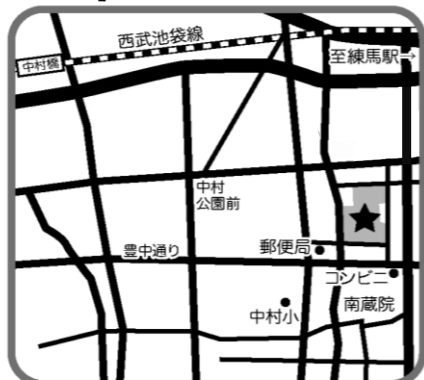 西武池袋線
中村橋
至練馬駅→
中村
公園前
豊中通り
郵便局
コンビニ
中村小
南蔵院